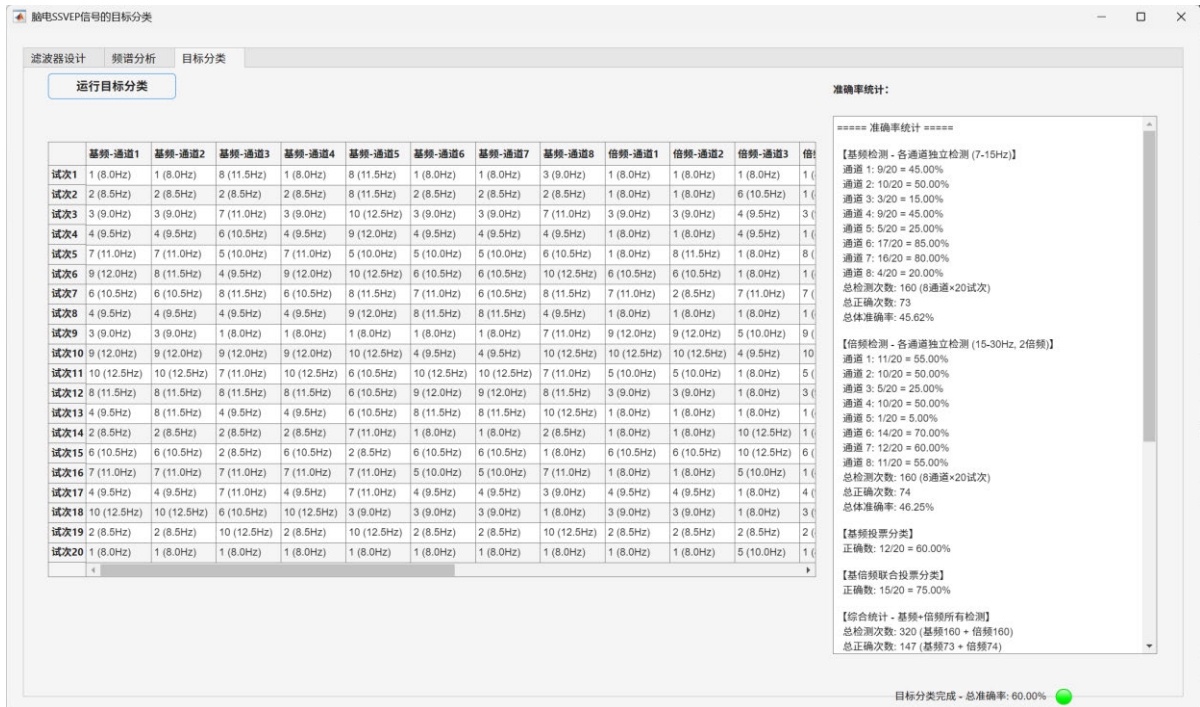 脑电SSVEP信号的目标分类
滤波器设计 频谱分析 目标分类
运行目标分类
基频-通道1 基频-通道2 基频-通道3 基频-通道4 基频-通道5 基频-通道6 基频-通道7 基频-通道8 倍频-通道1 倍频-通道2 倍频-通道3 倍
试次1 1 (8.0Hz) 1 (8.0Hz) 8 (11.5Hz) 1 (8.0Hz) 8 (11.5Hz) 1 (8.0Hz) 1 (8.0Hz) 3 (9.0Hz) 1 (8.0Hz) 1 (8.0Hz) 1 (8.0Hz) 1 (
试次2 2 (8.5Hz) 2 (8.5Hz) 2 (8.5Hz) 2 (8.5Hz) 8 (11.5Hz) 2 (8.5Hz) 2 (8.5Hz) 2 (8.5Hz) 1 (8.0Hz) 1 (8.0Hz) 6 (10.5Hz) 1 (
试次3 3 (9.0Hz) 3 (9.0Hz) 7 (11.0Hz) 3 (9.0Hz) 10 (12.5Hz) 3 (9.0Hz) 3 (9.0Hz) 7 (11.0Hz) 3 (9.0Hz) 3 (9.0Hz) 4 (9.5Hz) 3 (
试次4 4 (9.5Hz) 4 (9.5Hz) 6 (10.5Hz) 4 (9.5Hz) 9 (12.0Hz) 4 (9.5Hz) 4 (9.5Hz) 4 (9.5Hz) 1 (8.0Hz) 1 (8.0Hz) 4 (9.5Hz) 1 (
试次5 7 (11.0Hz) 7 (11.0Hz) 5 (10.0Hz) 7 (11.0Hz) 5 (10.0Hz) 5 (10.0Hz) 5 (10.0Hz) 6 (10.5Hz) 1 (8.0Hz) 8 (11.5Hz) 1 (8.0Hz) 8 (
试次6 9 (12.0Hz) 8 (11.5Hz) 4 (9.5Hz) 9 (12.0Hz) 10 (12.5Hz) 6 (10.5Hz) 6 (10.5Hz) 10 (12.5Hz) 6 (10.5Hz) 6 (10.5Hz) 1 (8.0Hz) 1 (
试次7 6 (10.5Hz) 6 (10.5Hz) 8 (11.5Hz) 6 (10.5Hz) 8 (11.5Hz) 7 (11.0Hz) 6 (10.5Hz) 8 (11.5Hz) 7 (11.0Hz) 2 (8.5Hz) 7 (11.0Hz) 7 (
试次8 4 (9.5Hz) 4 (9.5Hz) 4 (9.5Hz) 4 (9.5Hz) 9 (12.0Hz) 8 (11.5Hz) 8 (11.5Hz) 4 (9.5Hz) 1 (8.0Hz) 1 (8.0Hz) 1 (8.0Hz) 1 (
试次9 3 (9.0Hz) 3 (9.0Hz) 1 (8.0Hz) 1 (8.0Hz) 1 (8.0Hz) 1 (8.0Hz) 1 (8.0Hz) 7 (11.0Hz) 9 (12.0Hz) 9 (12.0Hz) 5 (10.0Hz) 9 (
试次10 9 (12.0Hz) 9 (12.0Hz) 9 (12.0Hz) 9 (12.0Hz) 10 (12.5Hz) 4 (9.5Hz) 4 (9.5Hz) 10 (12.5Hz) 10 (12.5Hz) 10 (12.5Hz) 4 (9.5Hz) 10
试次11 10 (12.5Hz) 10 (12.5Hz) 7 (11.0Hz) 10 (12.5Hz) 6 (10.5Hz) 10 (12.5Hz) 10 (12.5Hz) 7 (11.0Hz) 5 (10.0Hz) 5 (10.0Hz) 1 (8.0Hz) 5 (
试次12 8 (11.5Hz) 8 (11.5Hz) 8 (11.5Hz) 8 (11.5Hz) 6 (10.5Hz) 9 (12.0Hz) 9 (12.0Hz) 8 (11.5Hz) 3 (9.0Hz) 3 (9.0Hz) 1 (8.0Hz) 3 (
试次13 4 (9.5Hz) 8 (11.5Hz) 4 (9.5Hz) 4 (9.5Hz) 6 (10.5Hz) 8 (11.5Hz) 8 (11.5Hz) 10 (12.5Hz) 1 (8.0Hz) 1 (8.0Hz) 1 (8.0Hz) 1 (
试次14 2 (8.5Hz) 2 (8.5Hz) 2 (8.5Hz) 2 (8.5Hz) 7 (11.0Hz) 1 (8.0Hz) 1 (8.0Hz) 2 (8.5Hz) 1 (8.0Hz) 1 (8.0Hz) 10 (12.5Hz) 1 (
试次15 6 (10.5Hz) 6 (10.5Hz) 2 (8.5Hz) 6 (10.5Hz) 2 (8.5Hz) 6 (10.5Hz) 6 (10.5Hz) 1 (8.0Hz) 6 (10.5Hz) 6 (10.5Hz) 10 (12.5Hz) 6 (
试次16 7 (11.0Hz) 7 (11.0Hz) 7 (11.0Hz) 7 (11.0Hz) 7 (11.0Hz) 5 (10.0Hz) 5 (10.0Hz) 7 (11.0Hz) 1 (8.0Hz) 1 (8.0Hz) 5 (10.0Hz) 1 (
试次17 4 (9.5Hz) 4 (9.5Hz) 7 (11.0Hz) 4 (9.5Hz) 7 (11.0Hz) 4 (9.5Hz) 4 (9.5Hz) 3 (9.0Hz) 4 (9.5Hz) 4 (9.5Hz) 1 (8.0Hz) 4 (
试次18 10 (12.5Hz) 10 (12.5Hz) 6 (10.5Hz) 10 (12.5Hz) 3 (9.0Hz) 3 (9.0Hz) 3 (9.0Hz) 1 (8.0Hz) 3 (9.0Hz) 3 (9.0Hz) 1 (8.0Hz) 3 (
试次19 2 (8.5Hz) 2 (8.5Hz) 10 (12.5Hz) 2 (8.5Hz) 10 (12.5Hz) 2 (8.5Hz) 2 (8.5Hz) 10 (12.5Hz) 2 (8.5Hz) 2 (8.5Hz) 2 (8.5Hz) 2 (
试次20 1 (8.0Hz) 1 (8.0Hz) 1 (8.0Hz) 1 (8.0Hz) 1 (8.0Hz) 1 (8.0Hz) 1 (8.0Hz) 1 (8.0Hz) 1 (8.0Hz) 1 (8.0Hz) 5 (10.0Hz) 1 (
准确率统计：
===== 准确率统计 =====
【基频检测 - 各通道独立检测 (7-15Hz)】
通道 1: 9/20 = 45.00%
通道 2: 10/20 = 50.00%
通道 3: 3/20 = 15.00%
通道 4: 9/20 = 45.00%
通道 5: 5/20 = 25.00%
通道 6: 17/20 = 85.00%
通道 7: 16/20 = 80.00%
通道 8: 4/20 = 20.00%
总检测次数: 160 (8通道×20试次)
总正确次数: 73
总体准确率: 45.62%
【倍频检测 - 各通道独立检测 (15-30Hz, 2倍频)】
通道 1: 11/20 = 55.00%
通道 2: 10/20 = 50.00%
通道 3: 5/20 = 25.00%
通道 4: 10/20 = 50.00%
通道 5: 1/20 = 5.00%
通道 6: 14/20 = 70.00%
通道 7: 12/20 = 60.00%
通道 8: 11/20 = 55.00%
总检测次数: 160 (8通道×20试次)
总正确次数: 74
总体准确率: 46.25%
【基频投票分类】
正确数: 12/20 = 60.00%
【基倍频联合投票分类】
正确数: 15/20 = 75.00%
【综合统计 - 基频+倍频所有检测】
总检测次数: 320 (基频160 + 倍频160)
总正确次数: 147 (基频73 + 倍频74)
目标分类完成 - 总准确率: 60.00%